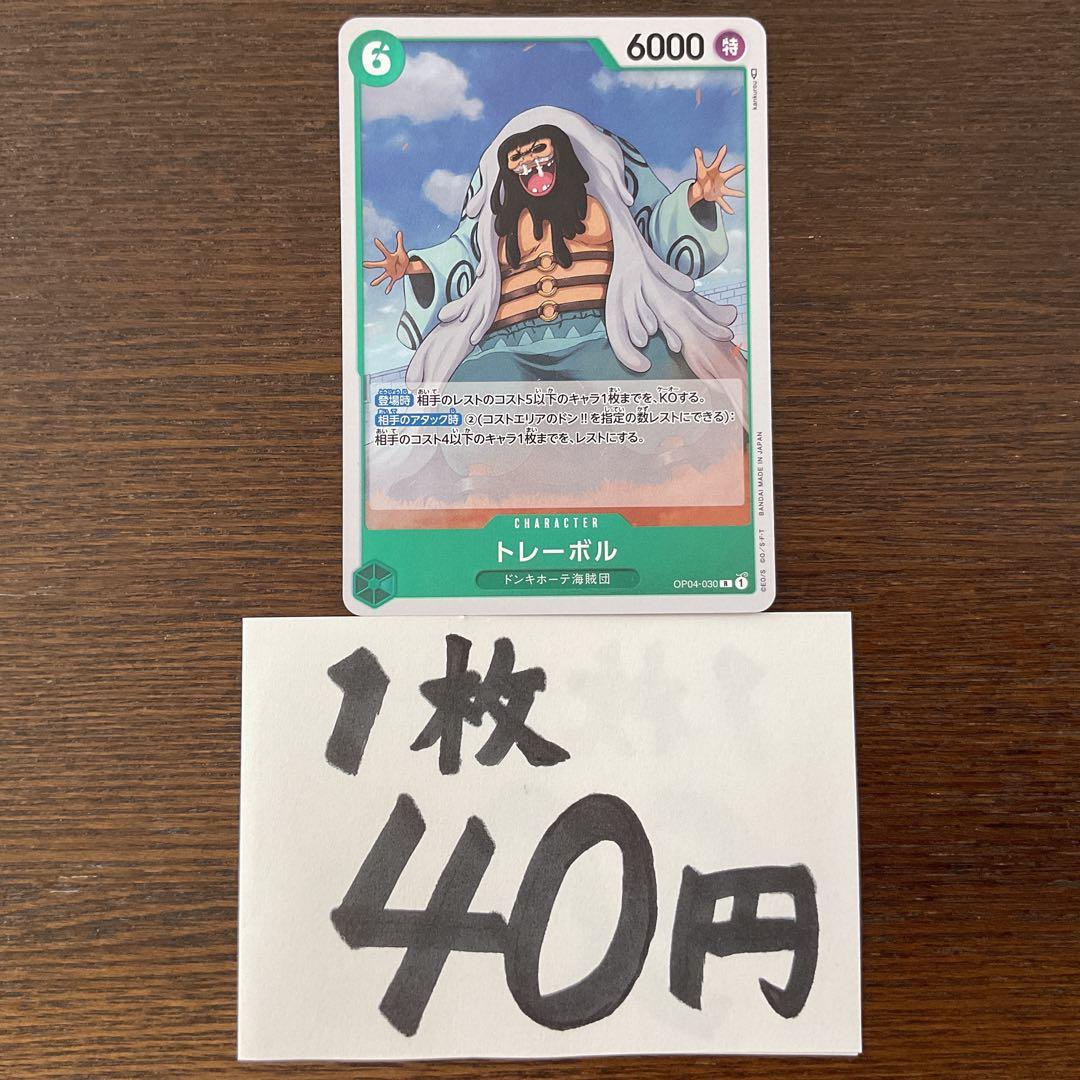 6
6000 特
kankurou
登場時 相手のレストのコスト5以下のキャラ1枚までを、KOする。
相手のアタック時 ②(コストエリアのドン!!を指定の数レストにできる):
相手のコスト4以下のキャラ1枚までを、レストにする。
CHARACTER
トレーボル
ドンキホーテ海賊団
OP04-030 R 1
©EO/S ©O/S・F・T BANDAI MADE IN JAPAN
1枚
40円